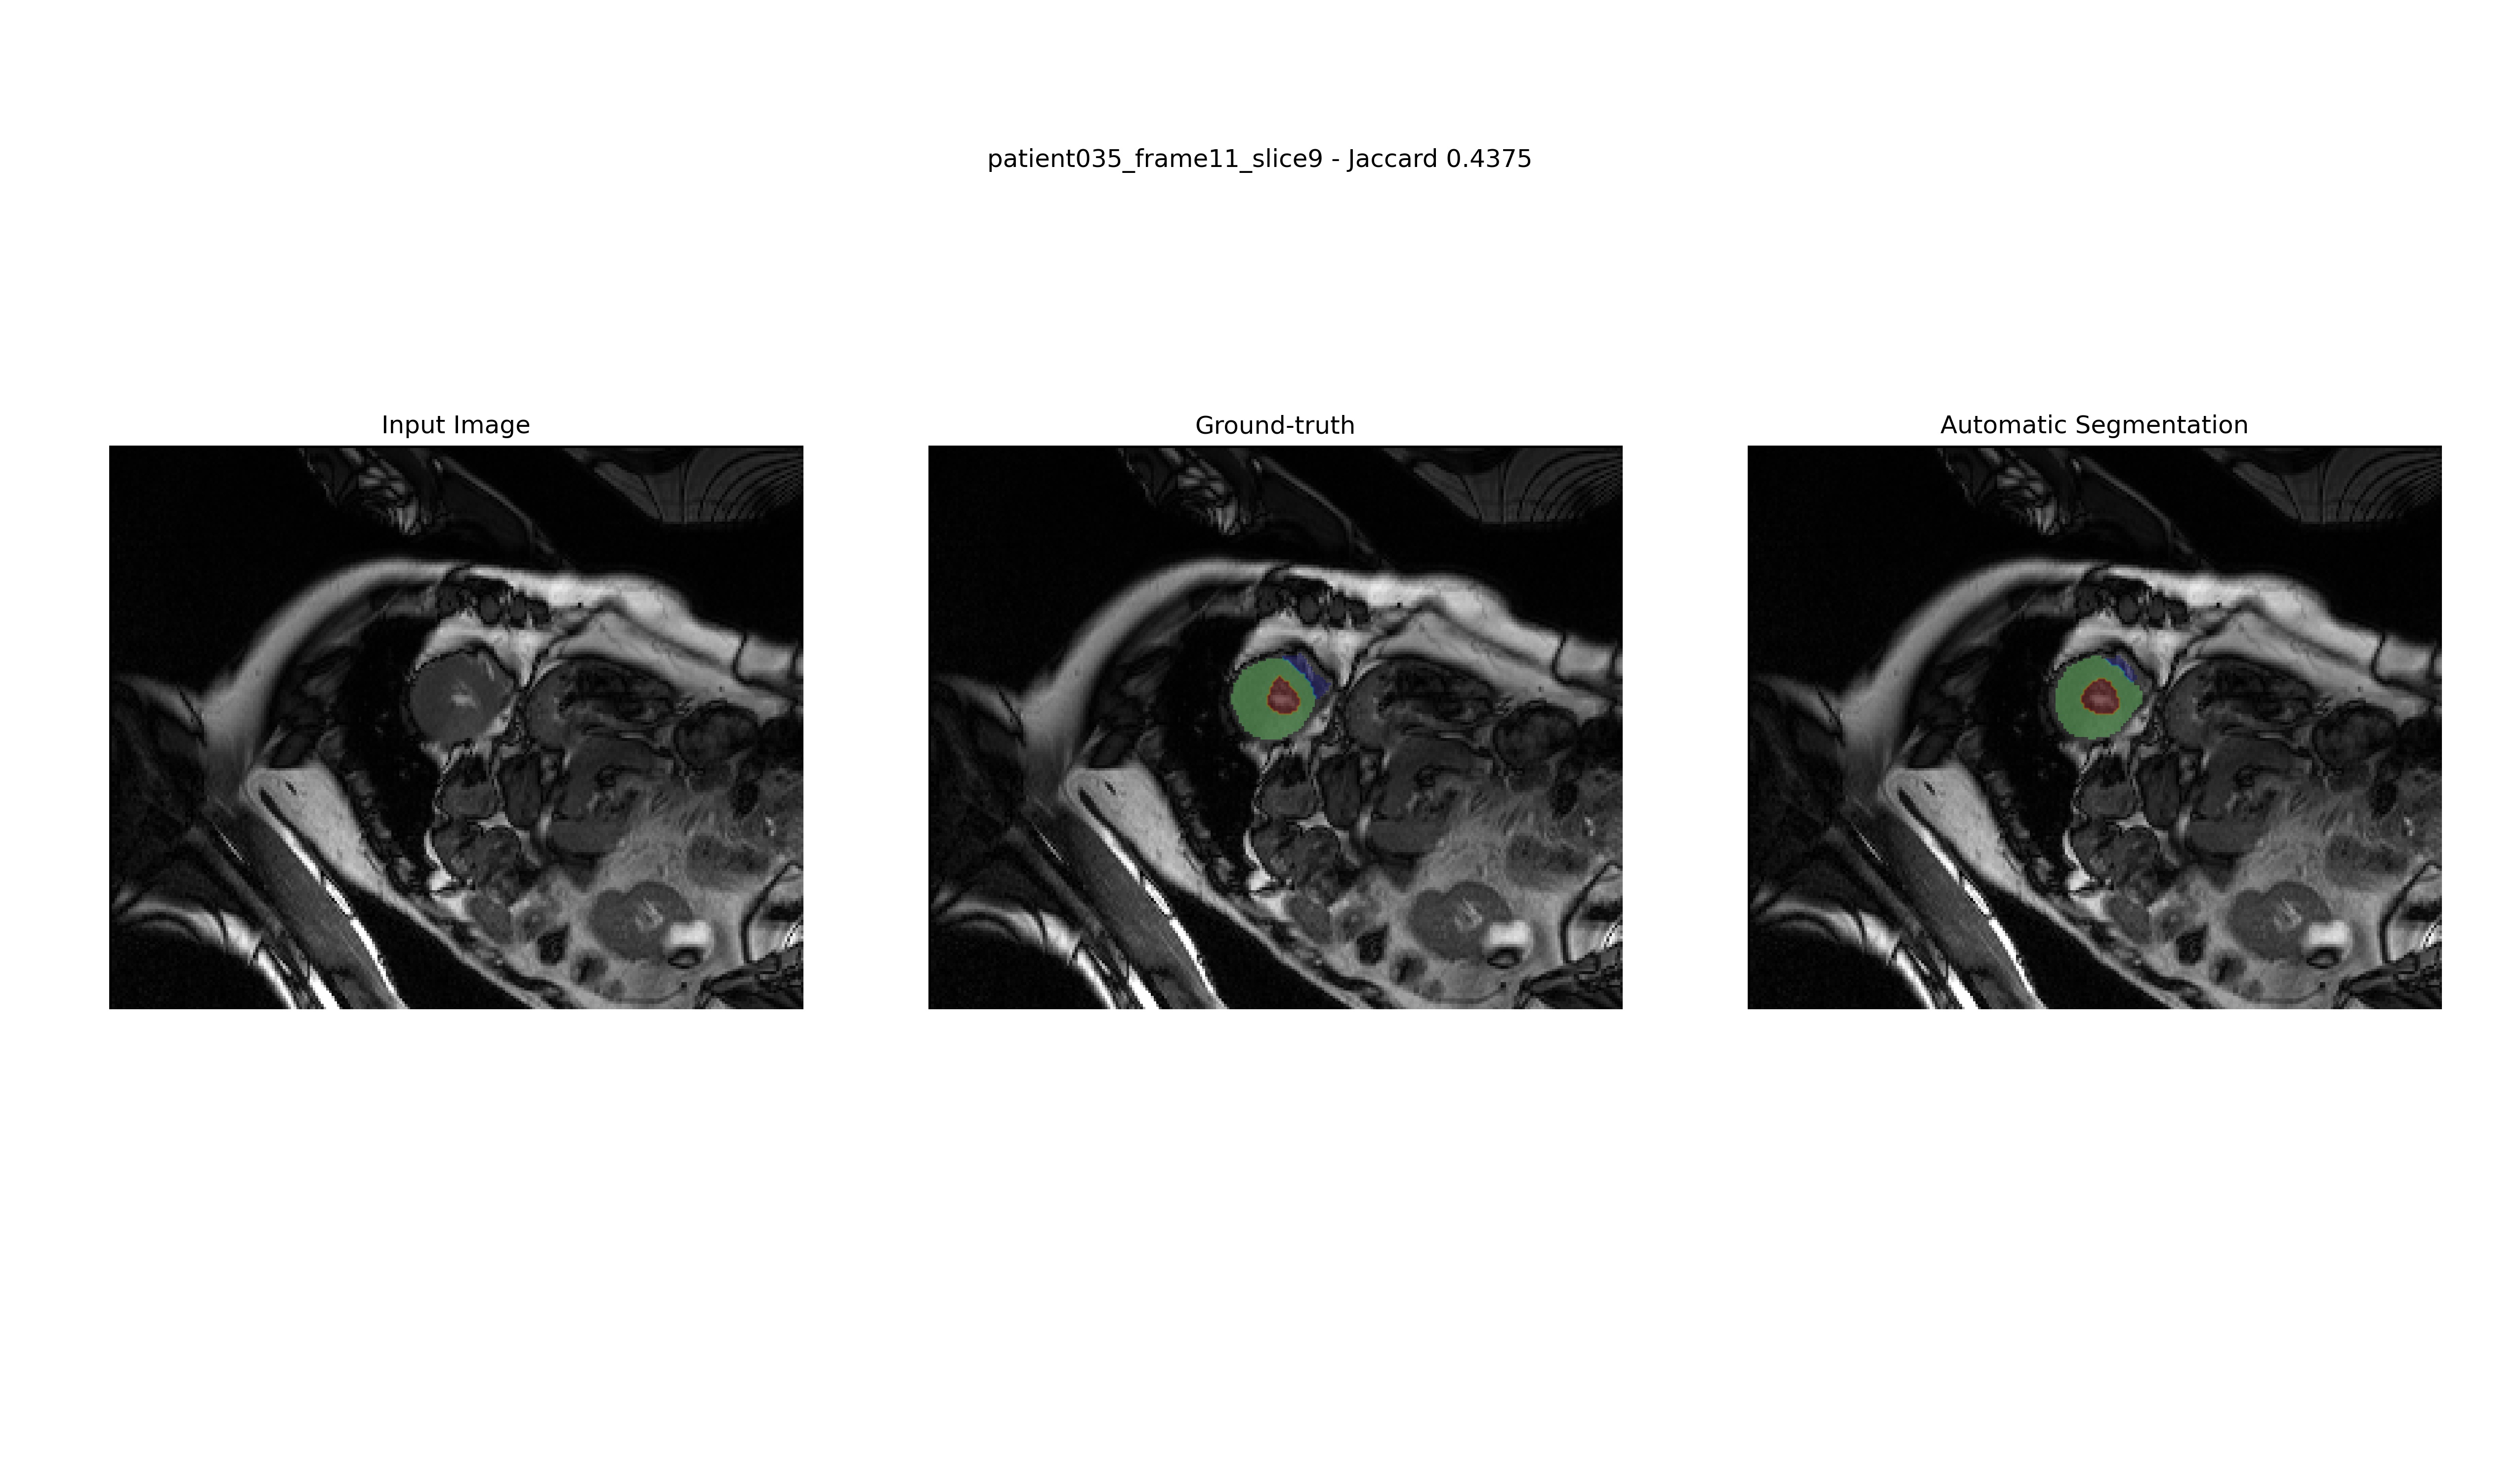 patient035_frame11_slice9 - Jaccard 0.4375
Input Image
Ground-truth
Automatic Segmentation